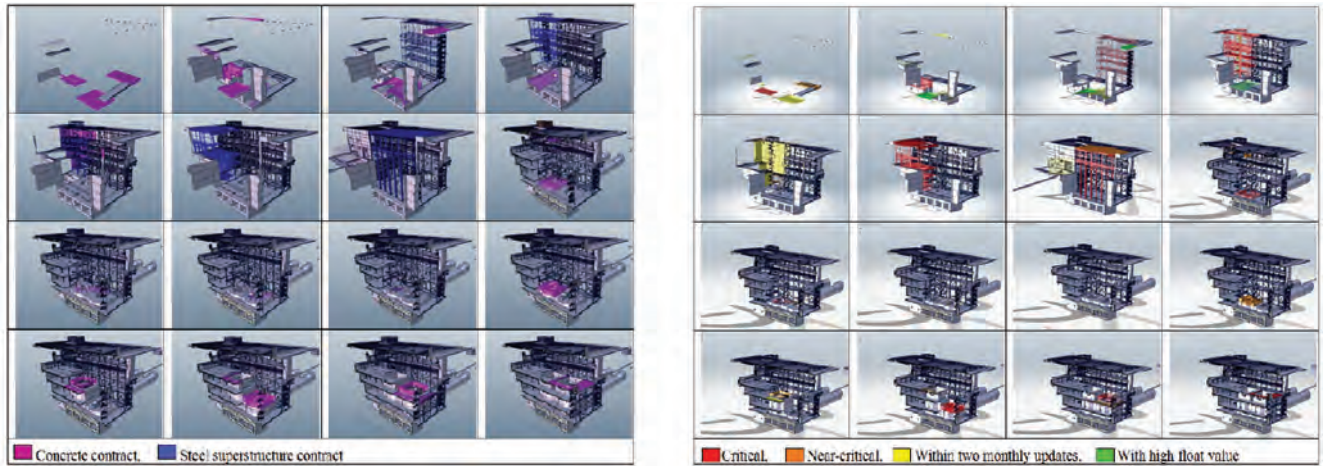 Concrete contract. Steel superstructure contract
Critical. Near-critical. Within two monthly updates. With high float value